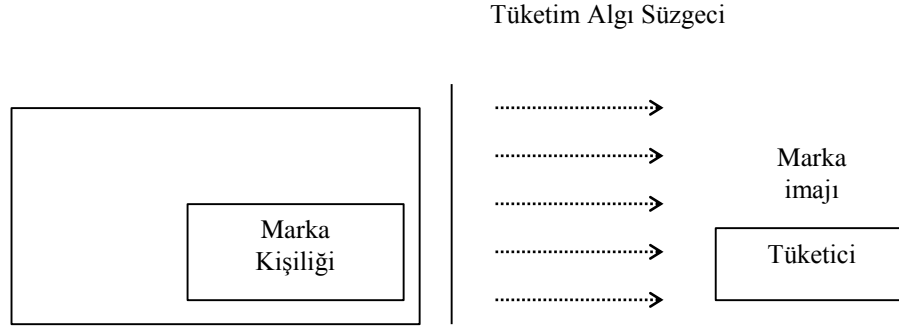 Tüketim Algı Süzgeci
Marka
imajı
Marka
Kişiliği
Tüketici